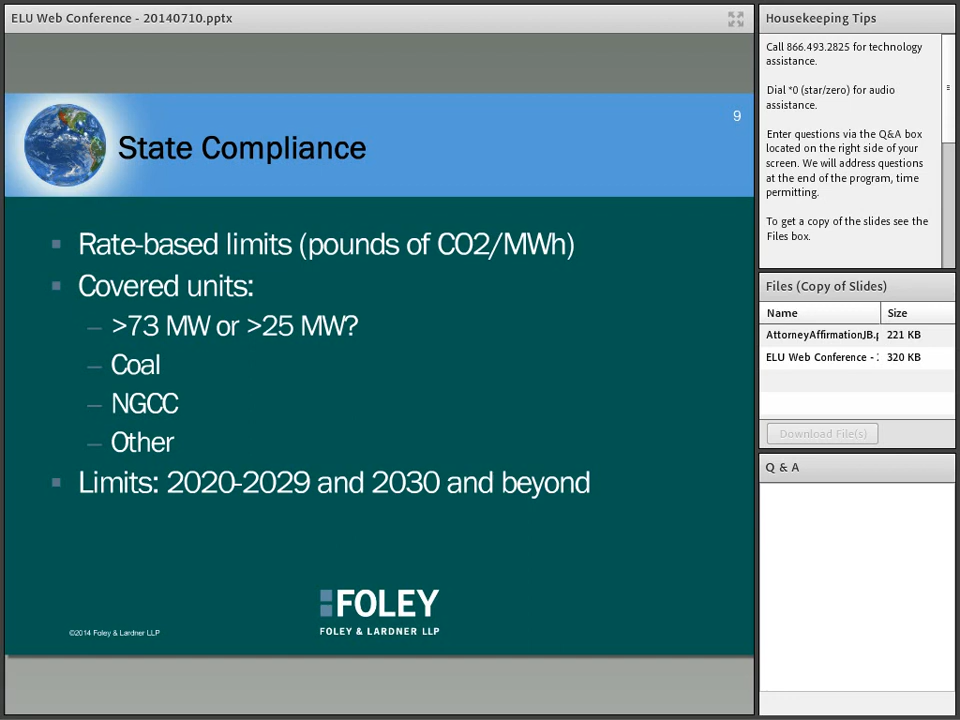 ELU Web Conference - 20140710.pptx
9
State Compliance
Rate-based limits (pounds of CO2/MWh)
Covered units:
– >73 MW or >25 MW?
– Coal
– NGCC
– Other
Limits: 2020-2029 and 2030 and beyond
FOLEY
FOLEY & LARDNER LLP
©2014 Foley & Lardner LLP
Housekeeping Tips
Call 866.493.2825 for technology
assistance.
Dial *0 (star/zero) for audio
assistance.
Enter questions via the Q&A box
located on the right side of your
screen. We will address questions
at the end of the program, time
permitting.
To get a copy of the slides see the
Files box.
Files (Copy of Slides)
Name Size
AttorneyAffirmationJB.p 221 KB
ELU Web Conference - 320 KB
Download File(s)
Q & A